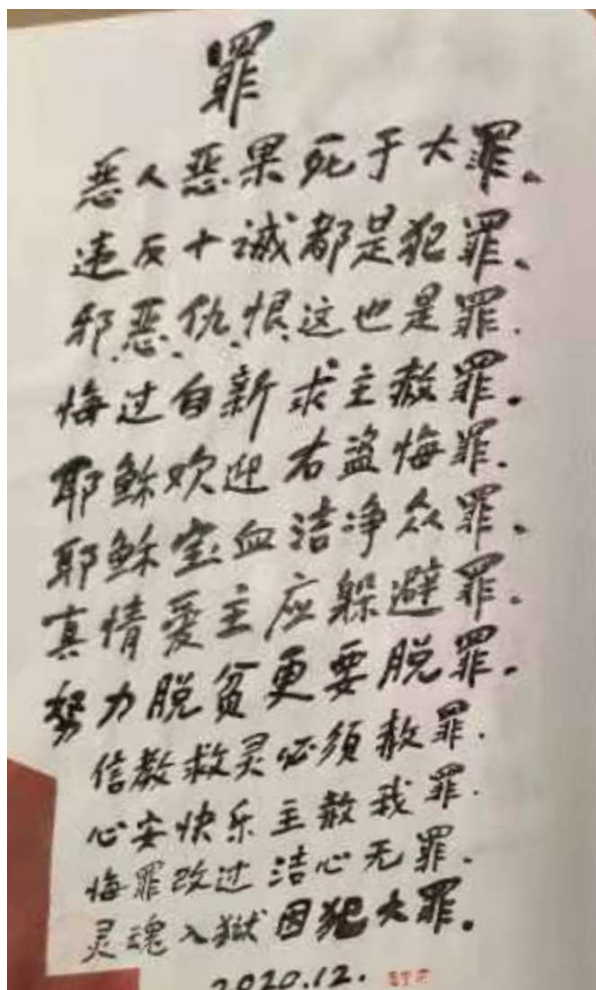 罪
恶人恶果死于大罪。
违反十诫都是犯罪。
邪恶仇恨这也是罪.
悔过自新求主赦罪。
耶稣欢迎右盗悔罪.
耶稣宝血洁净众罪。
真情爱主应躲避罪.
努力脱贫更要脱罪。
信教救灵必须赦罪.
心安快乐主赦我罪.
悔罪改过洁心无罪.
灵魂入狱因犯大罪。
2020.12.